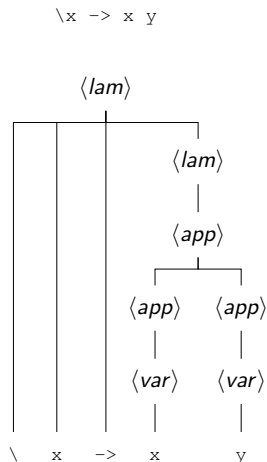 \x -> x y
⟨lam⟩
⟨lam⟩
⟨app⟩
⟨app⟩ ⟨app⟩
⟨var⟩ ⟨var⟩
\ x -> x y